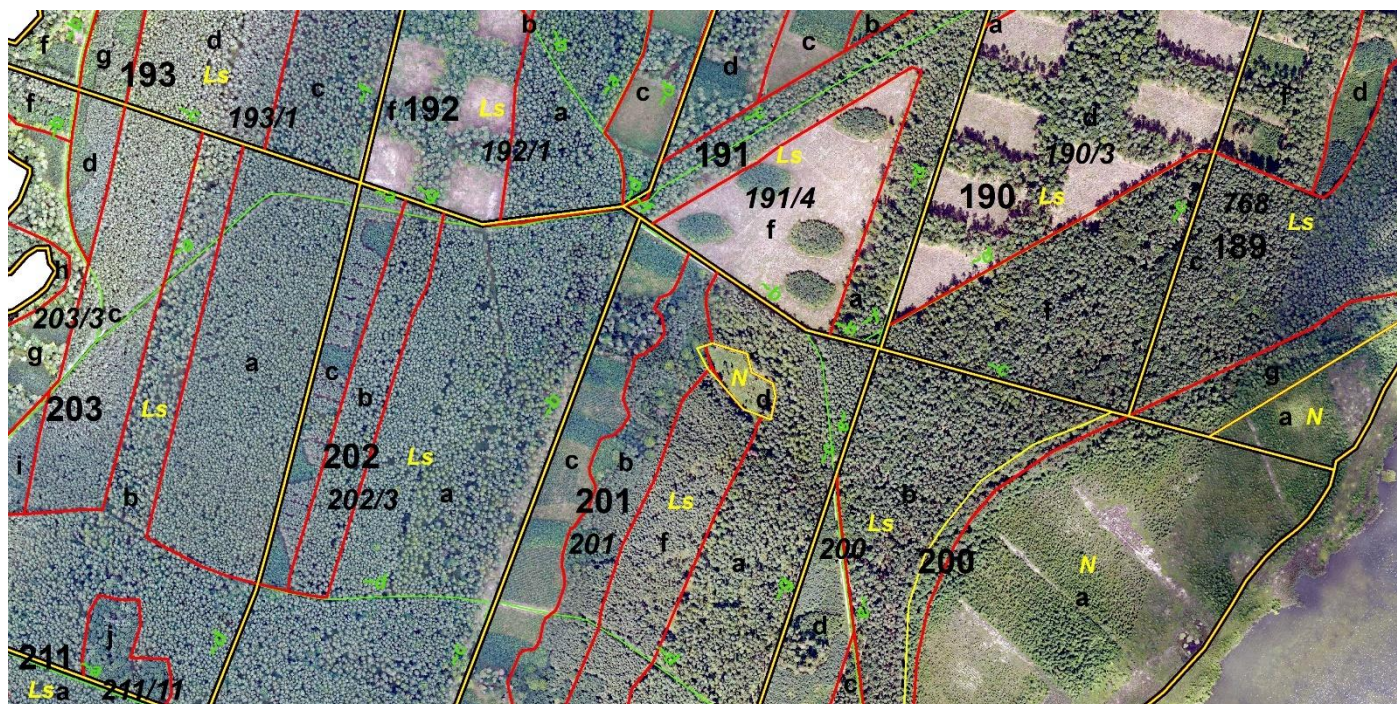 f
g
193
d
Ls
193/1
c
f 192
Ls
192/1
b
a
c
d
c
b
a
191
Ls
191/4
f
a
d
190/3
190
Ls
f
d
768
Ls
189
c
f
d
h
203/3
c
g
203
Ls
i
b
a
c
b
202
Ls
202/3
a
c
b
201
201
Ls
f
a
N
d
b
Ls
200
200
d
c
g
a
N
N
a
j
211
Ls a
211/11